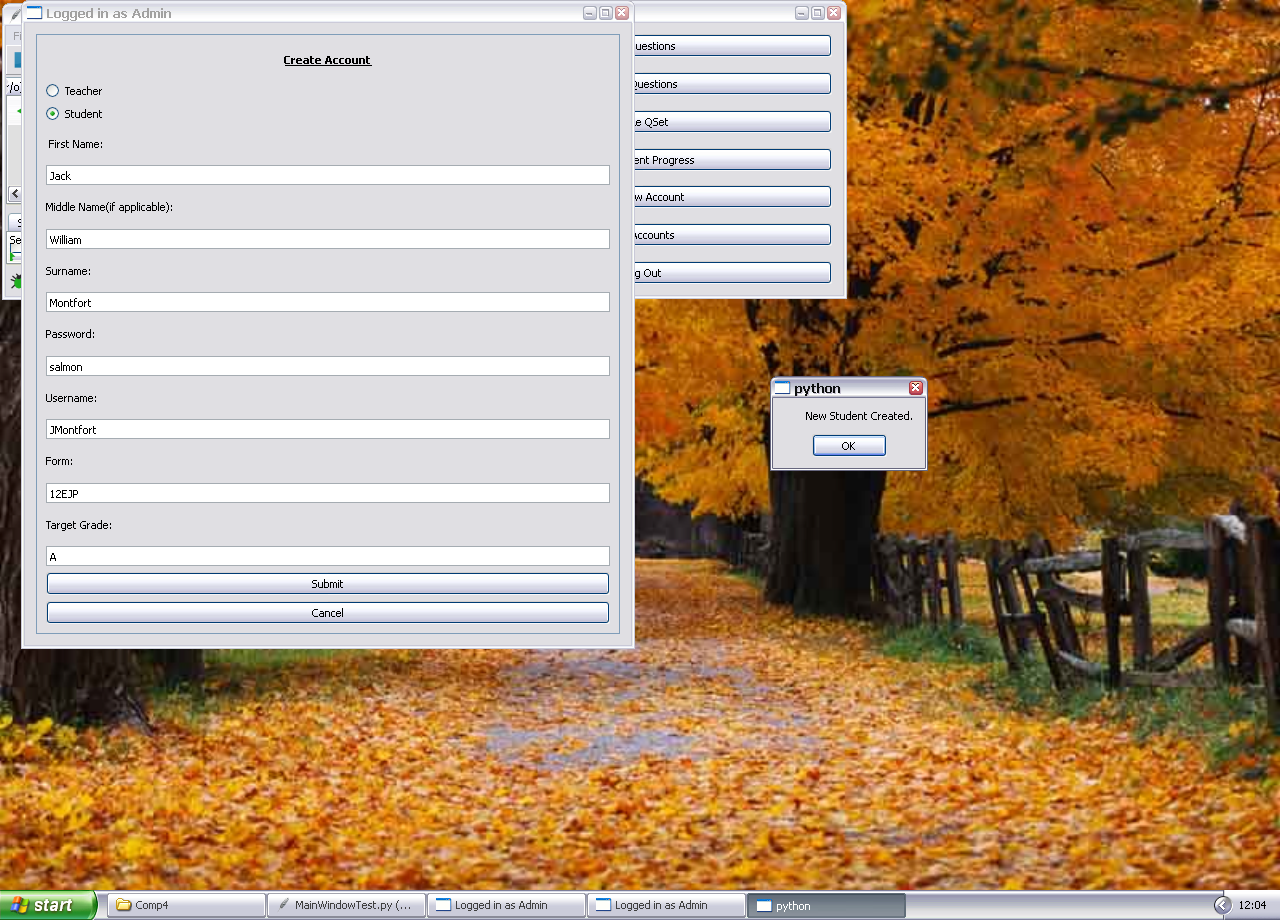 Logged in as Admin
Create Account
Teacher
Student
First Name:
Jack
Middle Name(if applicable):
William
Surname:
Montfort
Password:
salmon
Username:
JMontfort
Form:
12EJP
Target Grade:
A
Submit
Cancel
uestions
Questions
e QSet
ent Progress
w Account
Accounts
g Out
python
New Student Created.
OK
start
Comp4
MainWindowTest.py (...
Logged in as Admin
Logged in as Admin
python
12:04